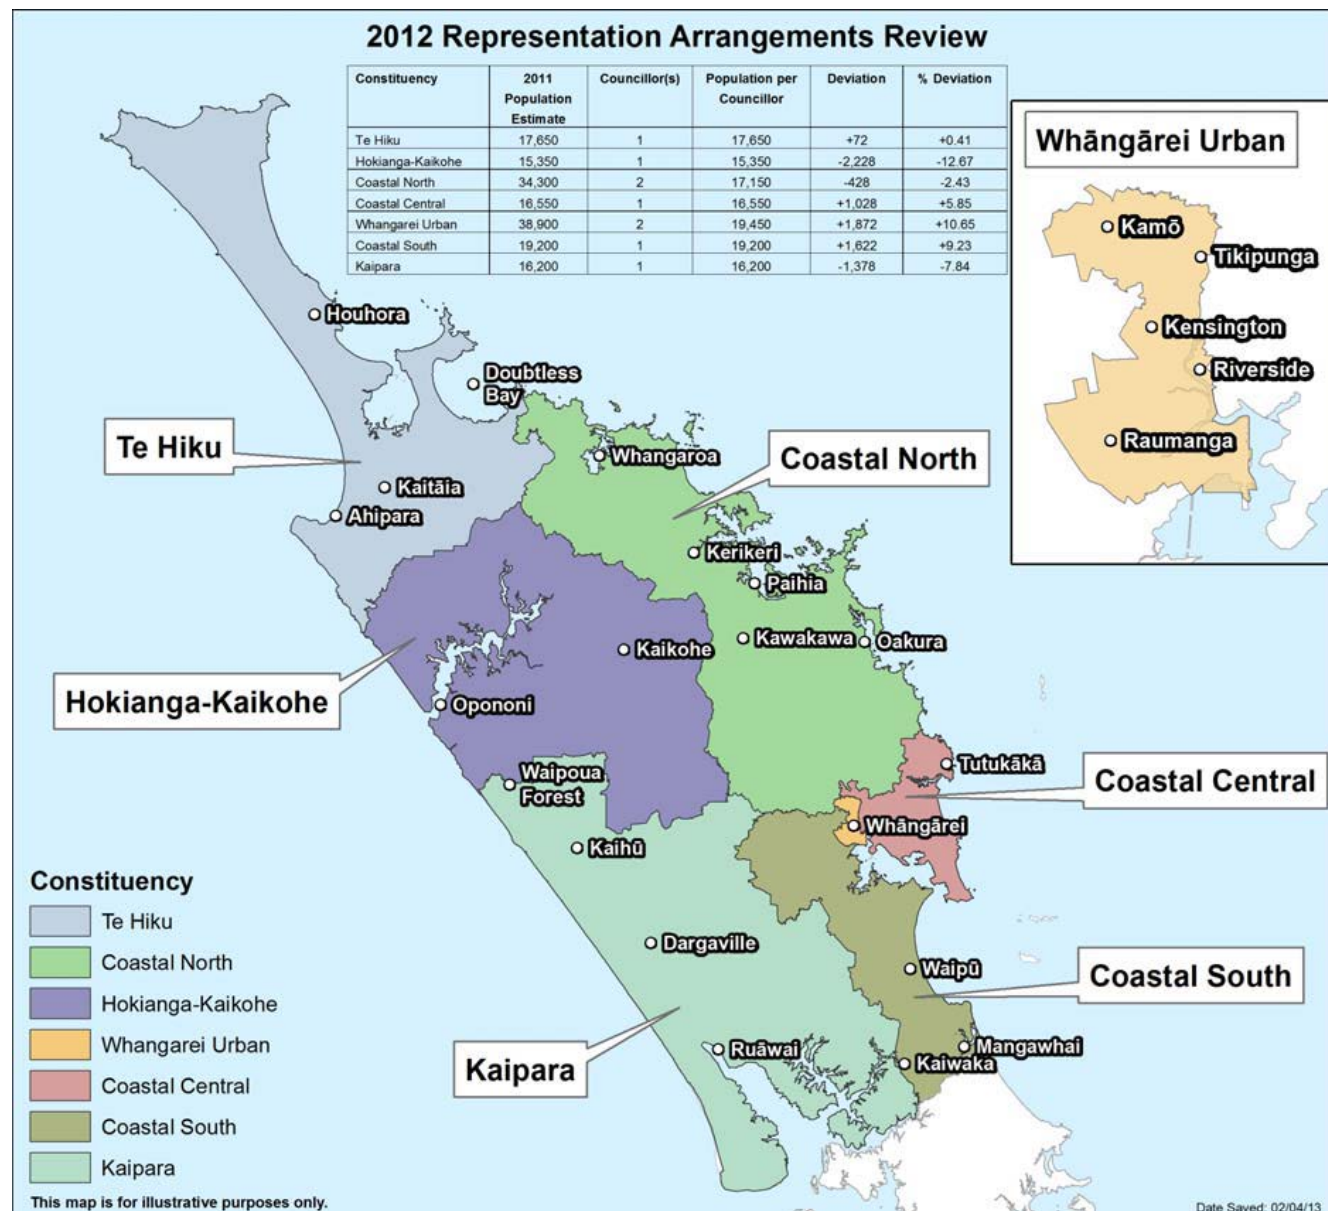 2012 Representation Arrangements Review
Constituency 2011 Population Estimate Councillor(s) Population per Councillor Deviation % Deviation
Te Hiku 17,650 1 17,650 +72 +0.41
Hokianga-Kaikohe 15,350 1 15,350 -2,228 -12.67
Coastal North 34,300 2 17,150 -428 -2.43
Coastal Central 16,550 1 16,550 +1,028 +5.85
Whangarei Urban 38,900 2 19,450 +1,872 +10.65
Coastal South 19,200 1 19,200 +1,622 +9.23
Kaipara 16,200 1 16,200 -1,378 -7.84
Whāngārei Urban
Kamō
Tikipunga
Kensington
Riverside
Raumanga
Houhora
Doubtless
Bay
Te Hiku
Coastal North
Whangaroa
Kaitāia
Ahipara
Kerikeri
Paihia
Kawakawa
Oakura
Kaikohe
Hokianga-Kaikohe
Opononi
Tutukākā
Waipoua
Forest
Coastal Central
Whāngārei
Kaihū
Dargaville
Waipū
Coastal South
Ruāwai
Mangawhai
Kaiwaka
Kaipara
Constituency
Te Hiku
Coastal North
Hokianga-Kaikohe
Whangarei Urban
Coastal Central
Coastal South
Kaipara
This map is for illustrative purposes only.
Date Saved: 02/04/13